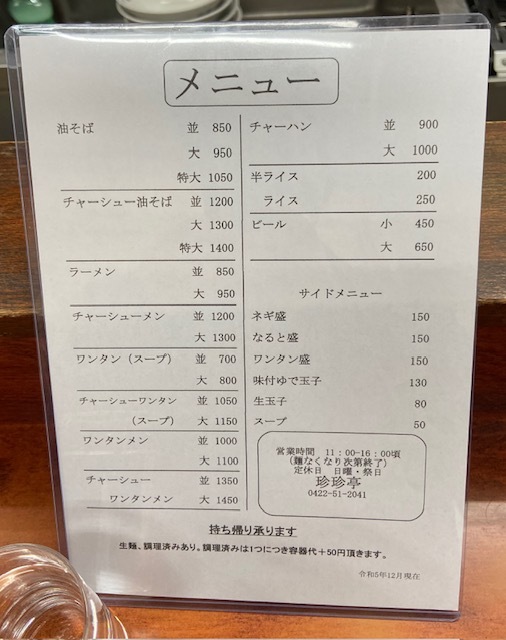 メニュー
油そば 並 850
大 950
特大 1050
チャーシュー油そば 並 1200
大 1300
特大 1400
ラーメン 並 850
大 950
チャーシューメン 並 1200
大 1300
ワンタン（スープ） 並 700
大 800
チャーシューワンタン 並 1050
（スープ） 大 1150
ワンタンメン 並 1000
大 1100
チャーシュー 並 1350
ワンタンメン 大 1450
チャーハン 並 900
大 1000
半ライス 200
ライス 250
ビール 小 450
大 650
サイドメニュー
ネギ盛 150
なると盛 150
ワンタン盛 150
味付ゆで玉子 130
生玉子 80
スープ 50
営業時間 11：00-16：00頃
（麺なくなり次第終了）
定休日 日曜・祭日
珍珍亭
0422-51-2041
持ち帰り承ります
生麺、調理済みあり。調理済みは1つにつき容器代＋50円頂きます。
令和5年12月現在